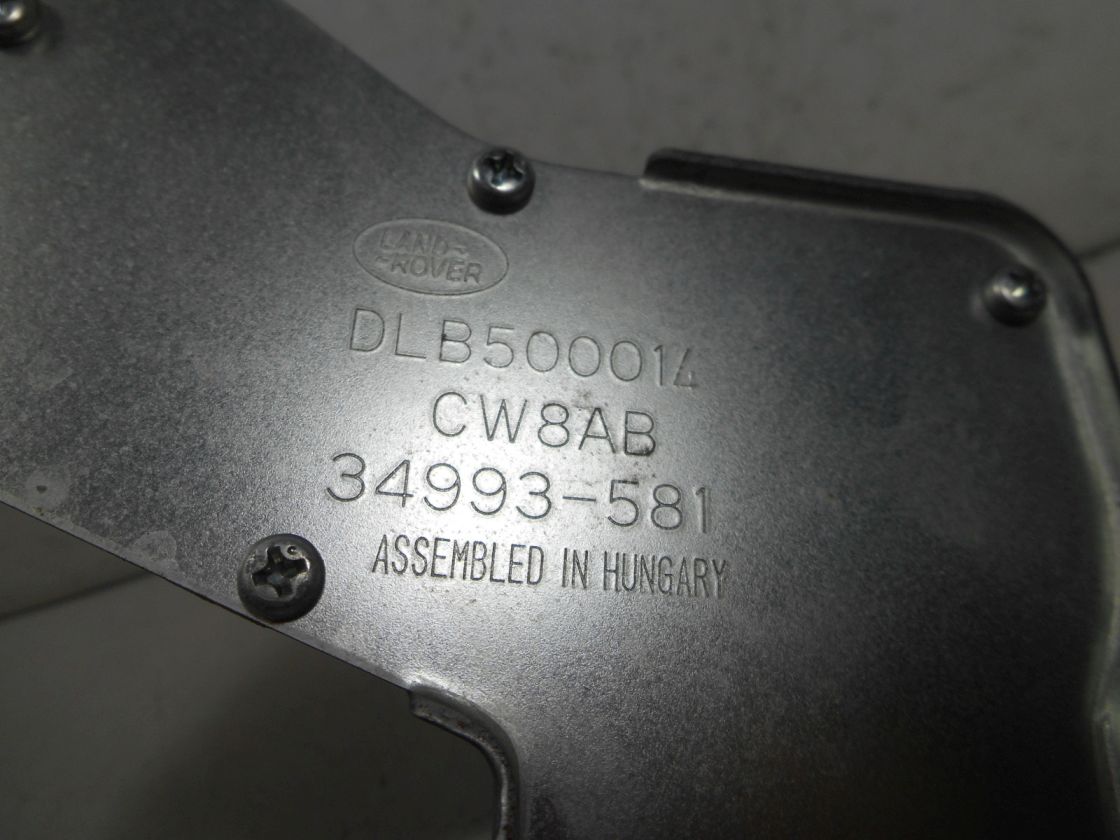 LAND-
ROVER
DLB500014
CW8AB
34993-581
ASSEMBLED IN HUNGARY